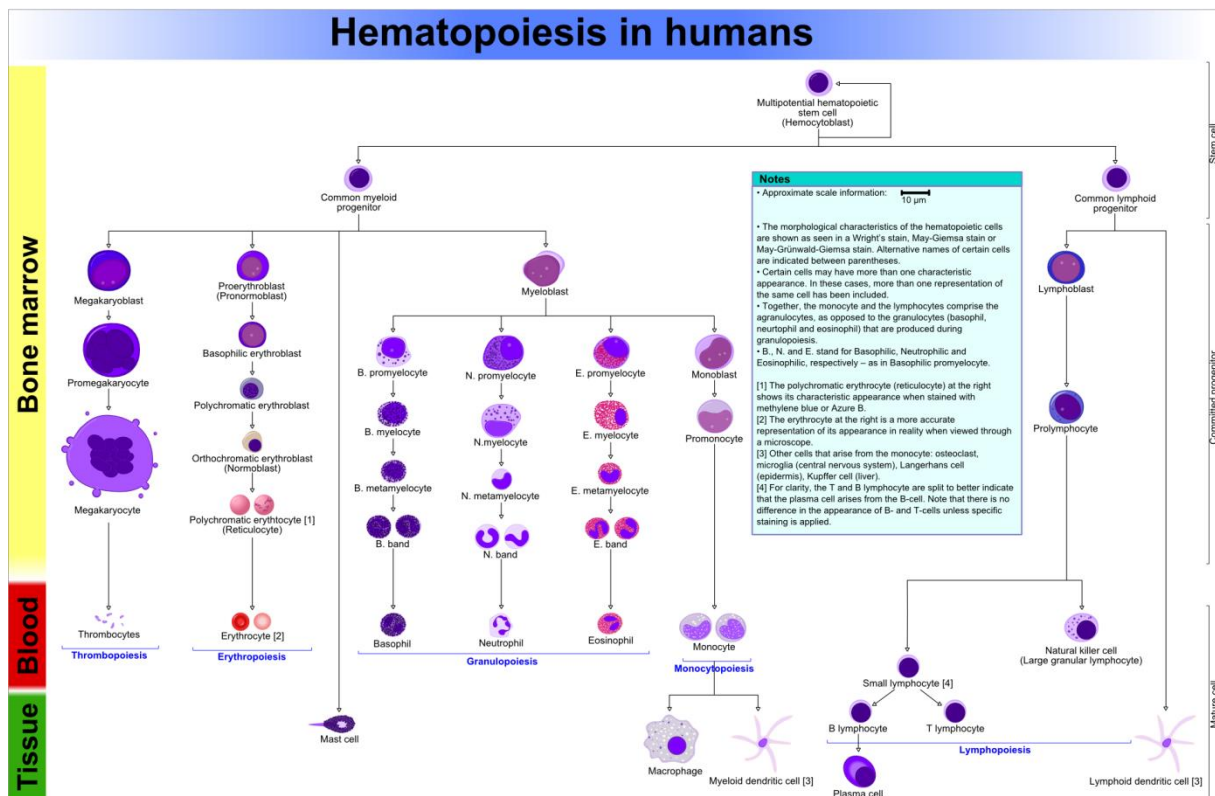 Hematopoiesis in humans
Bone marrow
Blood
Tissue
Stem cell
Committed progenitor
Mature cell
Multipotential hematopoietic
stem cell
(Hemocytoblast)
Common myeloid
progenitor
Common lymphoid
progenitor
Notes
• Approximate scale information:
10 µm
• The morphological characteristics of the hematopoietic cells
are shown as seen in a Wright's stain, May-Giemsa stain or
May-Grünwald-Giemsa stain. Alternative names of certain cells
are indicated between parentheses.
• Certain cells may have more than one characteristic
appearance. In these cases, more than one representation of
the same cell has been included.
• Together, the monocyte and the lymphocytes comprise the
agranulocytes, as opposed to the granulocytes (basophil,
neurtophil and eosinophil) that are produced during
granulopoiesis.
• B., N. and E. stand for Basophilic, Neutrophilic and
Eosinophilic, respectively – as in Basophilic promyelocyte.
[1] The polychromatic erythrocyte (reticulocyte) at the right
shows its characteristic appearance when stained with
methylene blue or Azure B.
[2] The erythrocyte at the right is a more accurate
representation of its appearance in reality when viewed through
a microscope.
[3] Other cells that arise from the monocyte: osteoclast,
microglia (central nervous system), Langerhans cell
(epidermis), Kupffer cell (liver).
[4] For clarity, the T and B lymphocyte are split to better indicate
that the plasma cell arises from the B-cell. Note that there is no
difference in the appearance of B- and T-cells unless specific
staining is applied.
Megakaryoblast
Promegakaryocyte
Megakaryocyte
Thrombocytes
Thrombopoiesis
Proerythroblast
(Pronormoblast)
Basophilic erythroblast
Polychromatic erythroblast
Orthochromatic erythroblast
(Normoblast)
Polychromatic erythtocyte [1]
(Reticulocyte)
Erythrocyte [2]
Erythropoiesis
Mast cell
Myeloblast
B. promyelocyte
B. myelocyte
B. metamyelocyte
B. band
Basophil
N. promyelocyte
N.myelocyte
N. metamyelocyte
N. band
Neutrophil
E. promyelocyte
E. myelocyte
E. metamyelocyte
E. band
Eosinophil
Granulopoiesis
Monoblast
Promonocyte
Monocyte
Monocytopoiesis
Macrophage
Myeloid dendritic cell [3]
Lymphoblast
Prolymphocyte
Natural killer cell
(Large granular lymphocyte)
Small lymphocyte [4]
B lymphocyte
T lymphocyte
Lymphopoiesis
Plasma cell
Lymphoid dendritic cell [3]